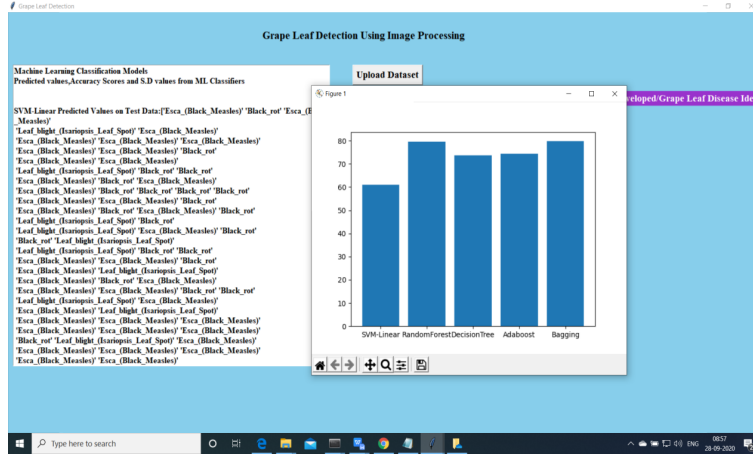 Grape Leaf Detection
Grape Leaf Detection Using Image Processing
Machine Learning Classification Models
Predicted values,Accuracy Scores and S.D values from ML Classifiers
SVM-Linear Predicted Values on Test Data:['Esca_(Black_Measles)' 'Black_rot' 'Esca_(B
_Measles)'
'Leaf_blight_(Isariopsis_Leaf_Spot)' 'Esca_(Black_Measles)'
'Esca_(Black_Measles)' 'Esca_(Black_Measles)' 'Esca_(Black_Measles)'
'Esca_(Black_Measles)' 'Esca_(Black_Measles)' 'Black_rot'
'Esca_(Black_Measles)' 'Esca_(Black_Measles)'
'Leaf_blight_(Isariopsis_Leaf_Spot)' 'Black_rot' 'Black_rot'
'Esca_(Black_Measles)' 'Black_rot' 'Esca_(Black_Measles)'
'Esca_(Black_Measles)' 'Black_rot' 'Black_rot' 'Black_rot' 'Black_rot'
'Esca_(Black_Measles)' 'Esca_(Black_Measles)' 'Black_rot'
'Esca_(Black_Measles)' 'Black_rot' 'Esca_(Black_Measles)' 'Black_rot'
'Leaf_blight_(Isariopsis_Leaf_Spot)' 'Black_rot'
'Leaf_blight_(Isariopsis_Leaf_Spot)' 'Esca_(Black_Measles)' 'Black_rot'
'Black_rot' 'Leaf_blight_(Isariopsis_Leaf_Spot)'
'Leaf_blight_(Isariopsis_Leaf_Spot)' 'Black_rot' 'Black_rot'
'Esca_(Black_Measles)' 'Esca_(Black_Measles)' 'Black_rot'
'Esca_(Black_Measles)' 'Leaf_blight_(Isariopsis_Leaf_Spot)'
'Esca_(Black_Measles)' 'Black_rot' 'Esca_(Black_Measles)'
'Esca_(Black_Measles)' 'Esca_(Black_Measles)' 'Black_rot' 'Black_rot'
'Leaf_blight_(Isariopsis_Leaf_Spot)' 'Esca_(Black_Measles)'
'Esca_(Black_Measles)' 'Leaf_blight_(Isariopsis_Leaf_Spot)'
'Esca_(Black_Measles)' 'Esca_(Black_Measles)' 'Esca_(Black_Measles)'
'Esca_(Black_Measles)' 'Esca_(Black_Measles)' 'Esca_(Black_Measles)'
'Black_rot' 'Leaf_blight_(Isariopsis_Leaf_Spot)' 'Esca_(Black_Measles)'
'Esca_(Black_Measles)' 'Esca_(Black_Measles)' 'Esca_(Black_Measles)'
'Esca_(Black_Measles)' 'Esca_(Black_Measles)'
Upload Dataset
veloped/Grape Leaf Disease Ide
Figure 1
80
70
60
50
40
30
20
10
0
SVM-Linear RandomForest DecisionTree Adaboost Bagging
Type here to search
ENG
08:57
28-09-2020